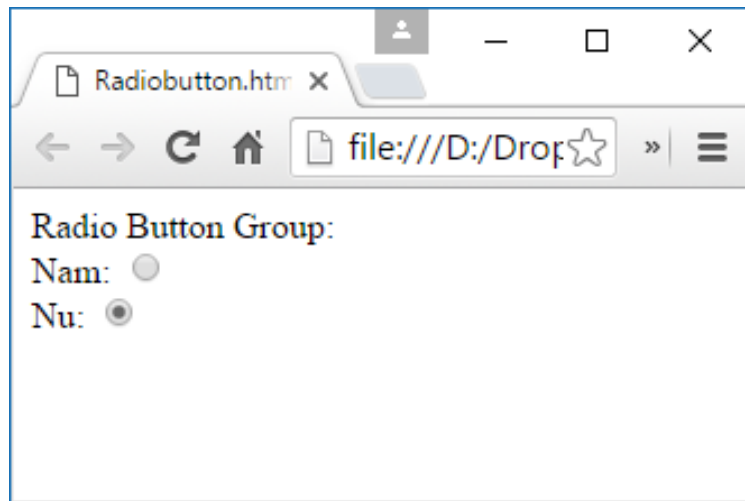 Radiobutton.htm
file:///D:/Drop
Radio Button Group:
Nam:
Nu: